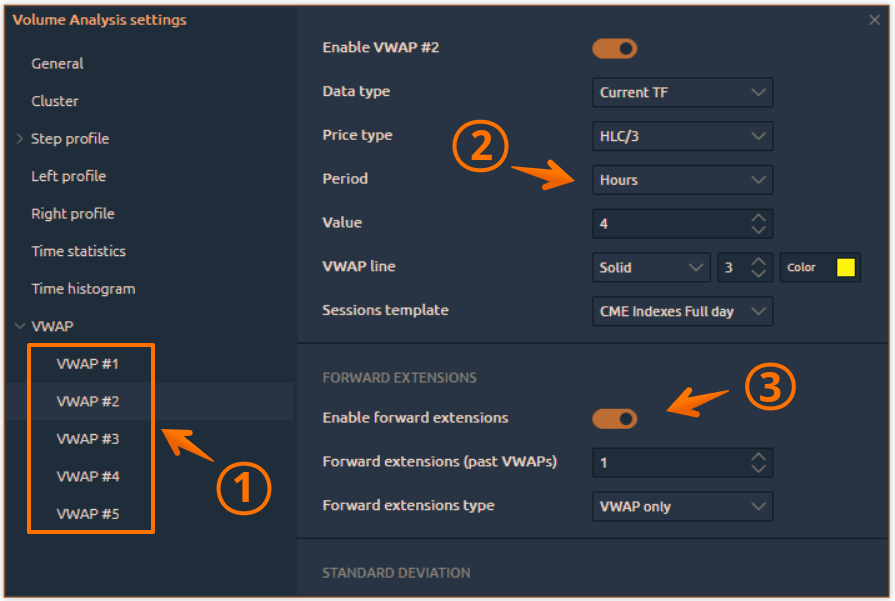 Volume Analysis settings
General
Cluster
Step profile
Left profile
Right profile
Time statistics
Time histogram
VWAP
VWAP #1
VWAP #2
VWAP #3
VWAP #4
VWAP #5
1
Enable VWAP #2
Data type Current TF
Price type HLC/3
2
Period Hours
Value 4
VWAP line Solid 3 Color
Sessions template CME Indexes Full day
FORWARD EXTENSIONS
3
Enable forward extensions
Forward extensions (past VWAPs) 1
Forward extensions type VWAP only
STANDARD DEVIATION